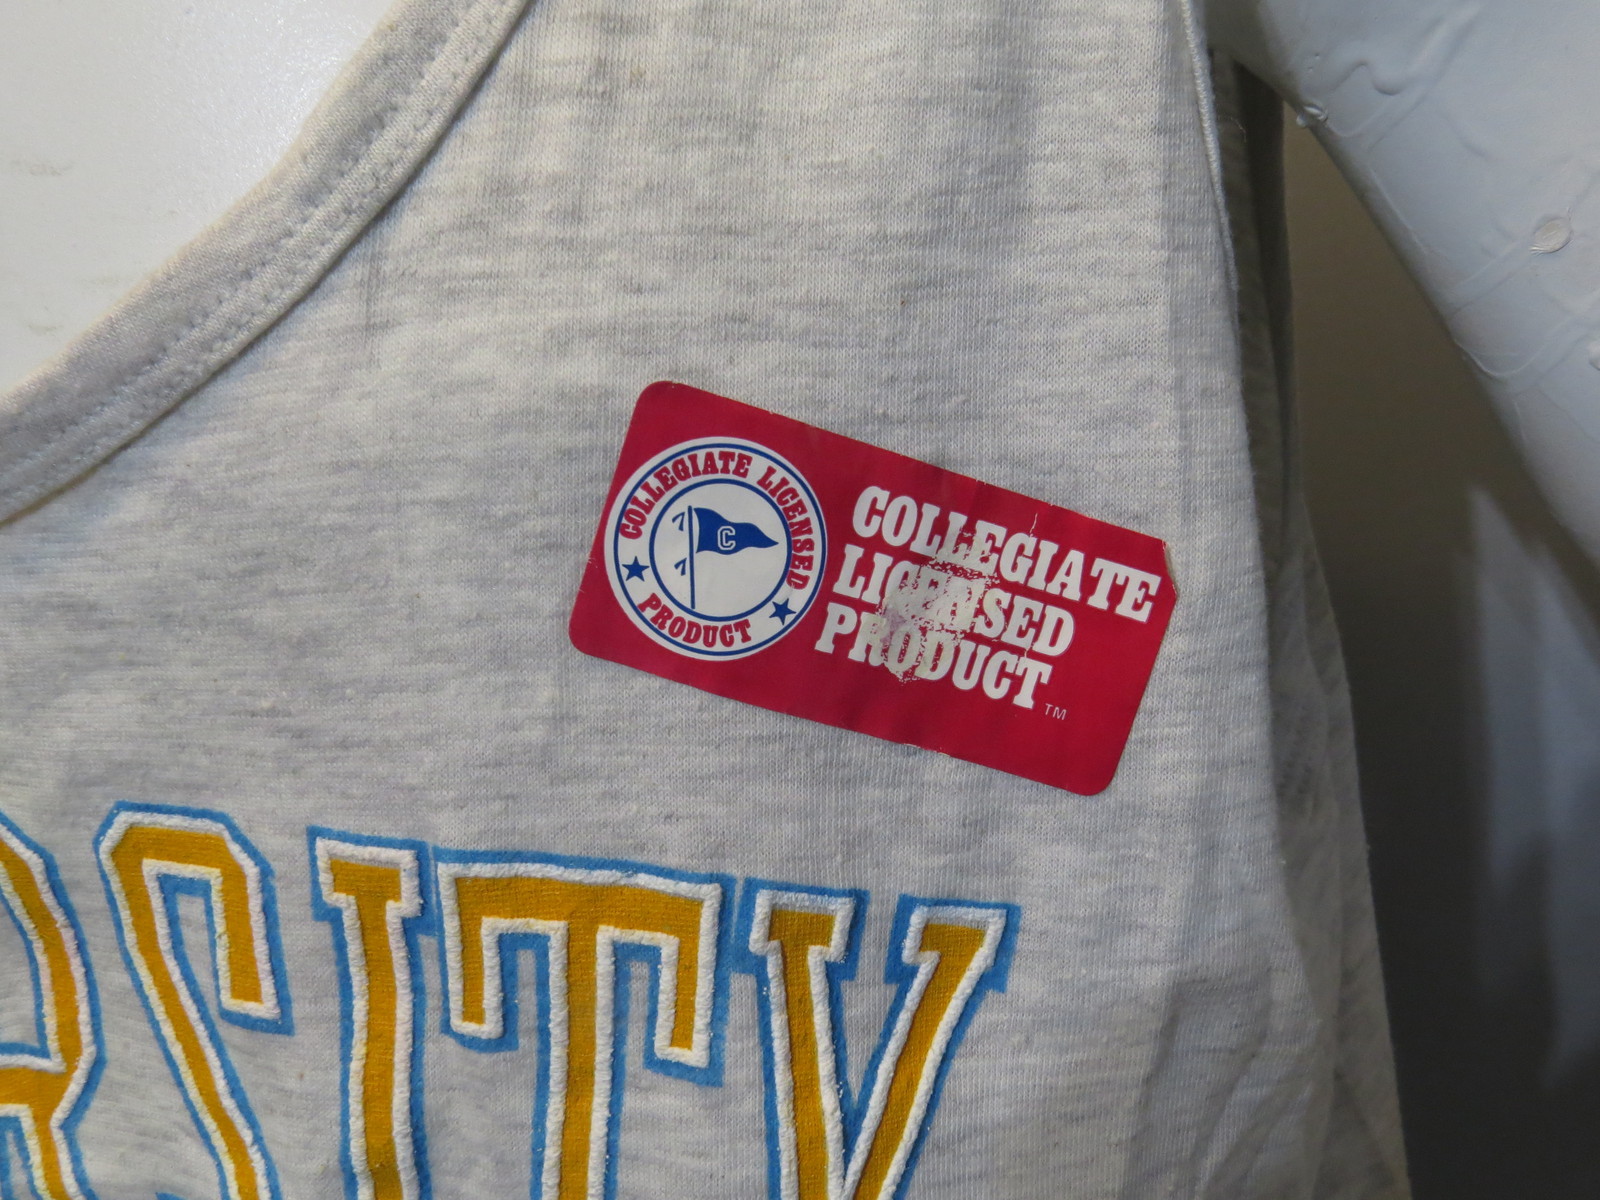 COLLEGIATE LICENSED
C
PRODUCT
COLLEGIATE
LICENSED
PRODUCT
TM
RSITY